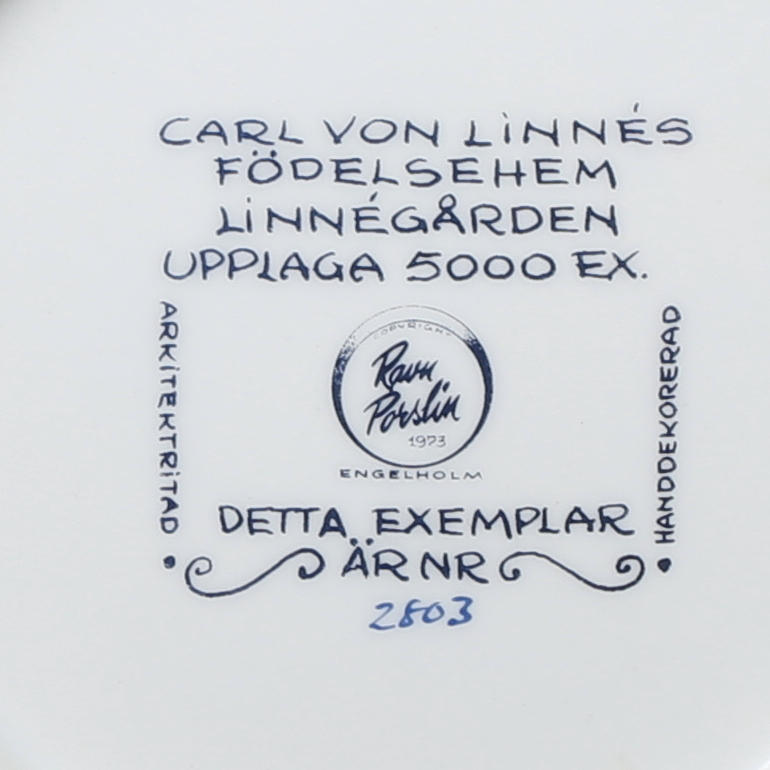 CARL VON LINNÉS
FÖDELSEHEM
LINNÉGÅRDEN
UPPLAGA 5000 EX.
ARKITEKTRITAD
COPYRIGHT
Ravn
Porslin
1973
ENGELHOLM
HANDDEKORERAD
DETTA EXEMPLAR
ÄR NR
2803